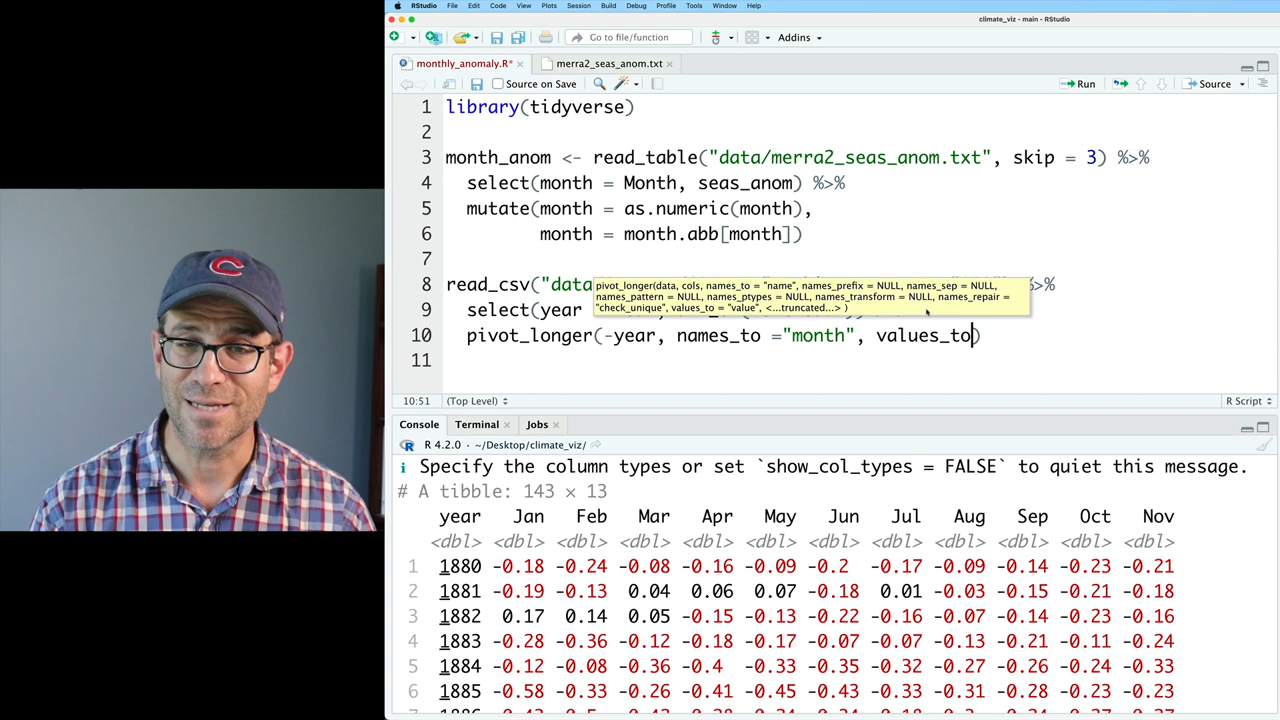 RStudio File Edit Code View Plots Session Build Debug Profile Tools Window Help
climate_viz - main - RStudio
Go to file/function Addins
monthly_anomaly.R* merra2_seas_anom.txt
Source on Save Run Source
1 library(tidyverse)
2
3 month_anom <- read_table("data/merra2_seas_anom.txt", skip = 3) %>%
4 select(month = Month, seas_anom) %>%
5 mutate(month = as.numeric(month),
6 month = month.abb[month])
7
pivot_longer(data, cols, names_to = "name", names_prefix = NULL, names_sep = NULL,
names_pattern = NULL, names_ptypes = NULL, names_transform = NULL, names_repair =
"check_unique", values_to = "value", <...truncated...> )
8 read_csv("data %>%
9 select(year
10 pivot_longer(-year, names_to ="month", values_to)
11
10:51 (Top Level) R Script
Console Terminal Jobs
R 4.2.0 · ~/Desktop/climate_viz/
i Specify the column types or set `show_col_types = FALSE` to quiet this message.
# A tibble: 143 × 13
year Jan Feb Mar Apr May Jun Jul Aug Sep Oct Nov
<dbl> <dbl> <dbl> <dbl> <dbl> <dbl> <dbl> <dbl> <dbl> <dbl> <dbl> <dbl>
1 1880 -0.18 -0.24 -0.08 -0.16 -0.09 -0.2 -0.17 -0.09 -0.14 -0.23 -0.21
2 1881 -0.19 -0.13 0.04 0.06 0.07 -0.18 0.01 -0.03 -0.15 -0.21 -0.18
3 1882 0.17 0.14 0.05 -0.15 -0.13 -0.22 -0.16 -0.07 -0.14 -0.23 -0.16
4 1883 -0.28 -0.36 -0.12 -0.18 -0.17 -0.07 -0.07 -0.13 -0.21 -0.11 -0.24
5 1884 -0.12 -0.08 -0.36 -0.4 -0.33 -0.35 -0.32 -0.27 -0.26 -0.24 -0.33
6 1885 -0.58 -0.33 -0.26 -0.41 -0.45 -0.43 -0.33 -0.31 -0.28 -0.23 -0.23